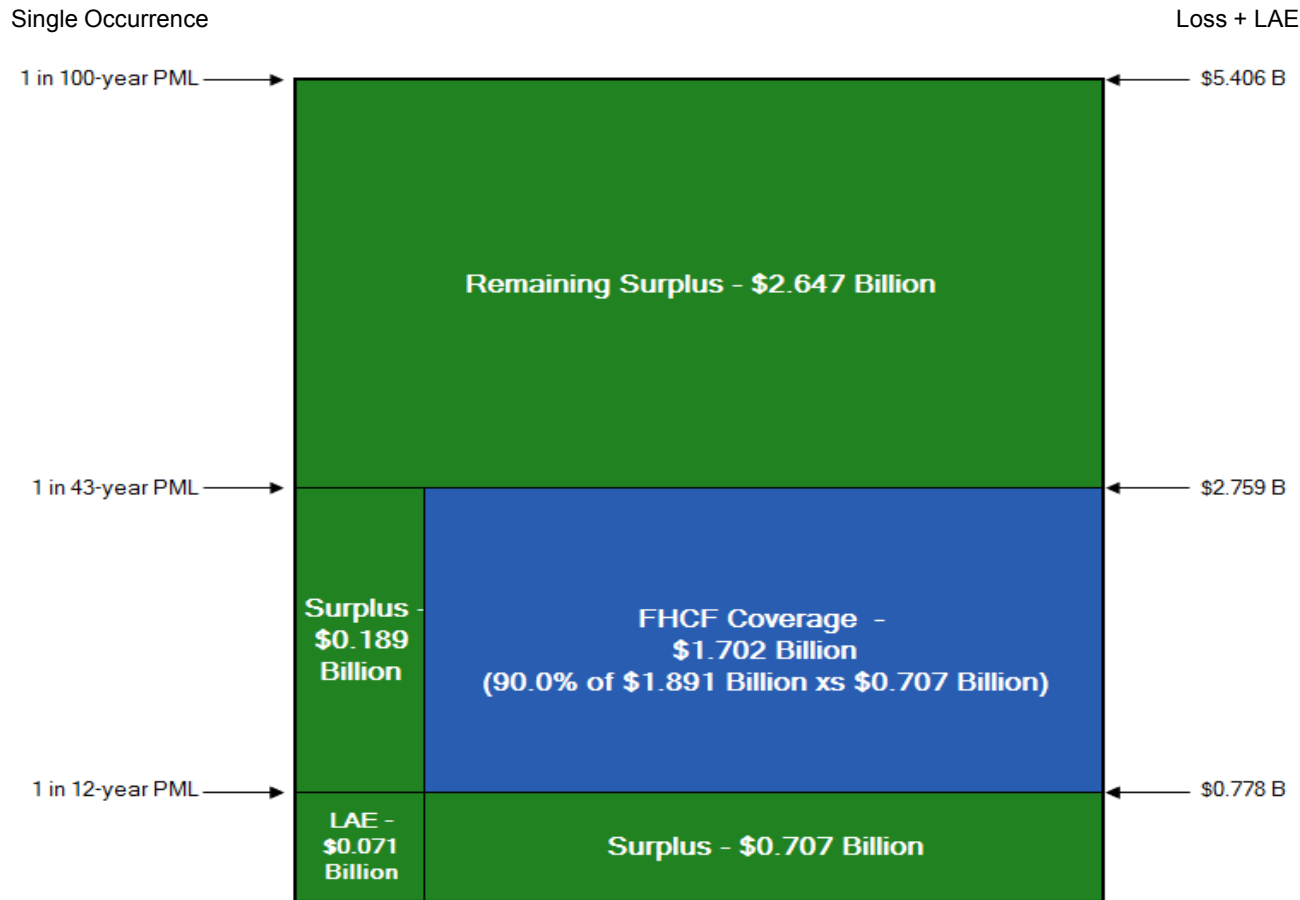 Single Occurrence
Loss + LAE
1 in 100-year PML
$5.406 B
Remaining Surplus - $2.647 Billion
1 in 43-year PML
$2.759 B
Surplus -
$0.189
Billion
FHCF Coverage -
$1.702 Billion
(90.0% of $1.891 Billion xs $0.707 Billion)
1 in 12-year PML
$0.778 B
LAE -
$0.071
Billion
Surplus - $0.707 Billion